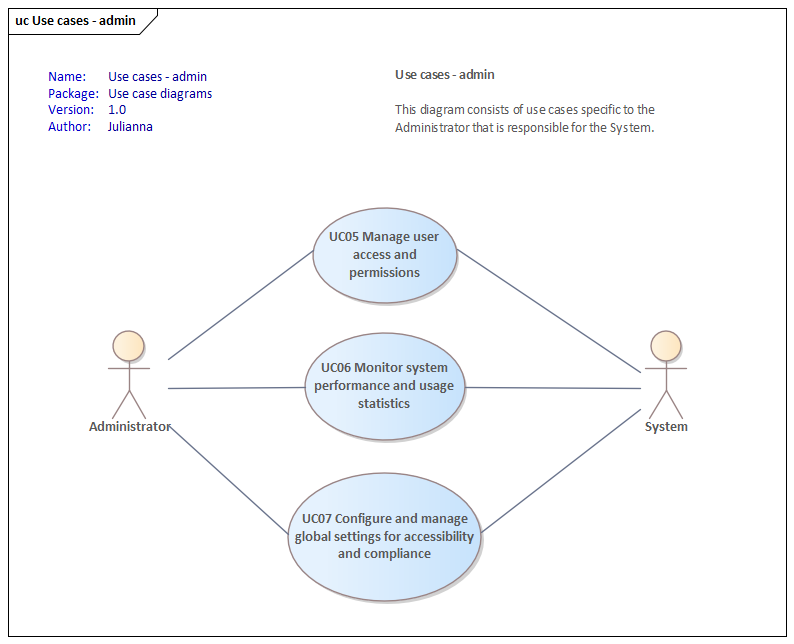 uc Use cases - admin
Name: Use cases - admin
Package: Use case diagrams
Version: 1.0
Author: Julianna
Use cases - admin
This diagram consists of use cases specific to the
Administrator that is responsible for the System.
UC05 Manage user
access and
permissions
UC06 Monitor system
performance and usage
statistics
Administrator
System
UC07 Configure and manage
global settings for accessibility
and compliance